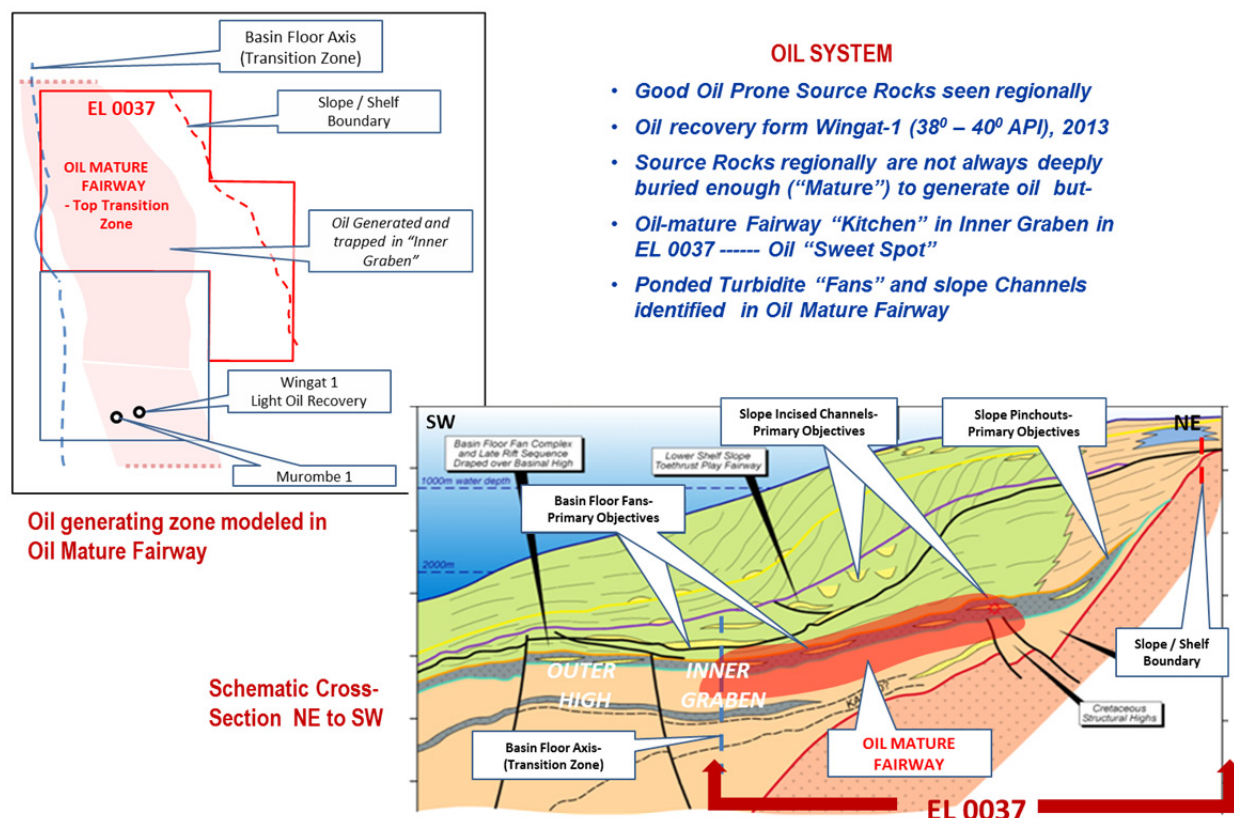 Basin Floor Axis
(Transition Zone)
EL 0037
Slope / Shelf
Boundary
OIL MATURE
FAIRWAY
- Top Transition
Zone
Oil Generated and
trapped in “Inner
Graben”
Wingat 1
Light Oil Recovery
Murombe 1
Oil generating zone modeled in
Oil Mature Fairway
OIL SYSTEM
• Good Oil Prone Source Rocks seen regionally
• Oil recovery form Wingat-1 (38⁰ – 40⁰ API), 2013
• Source Rocks regionally are not always deeply
buried enough (“Mature”) to generate oil but-
• Oil-mature Fairway “Kitchen” in Inner Graben in
EL 0037 ------ Oil “Sweet Spot”
• Ponded Turbidite “Fans” and slope Channels
identified in Oil Mature Fairway
Schematic Cross-
Section NE to SW
SW
NE
Basin Floor Fan Complex
and Late Rift Sequence
Draped over Basinal High
Lower Shelf Slope
Toethrust Play Fairway
Slope Incised Channels-
Primary Objectives
Slope Pinchouts-
Primary Objectives
1000m water depth
Basin Floor Fans-
Primary Objectives
2000m
OUTER
HIGH
INNER
GRABEN
Slope / Shelf
Boundary
Cretaceous
Structural Highs
Basin Floor Axis-
(Transition Zone)
OIL MATURE
FAIRWAY
EL 0037